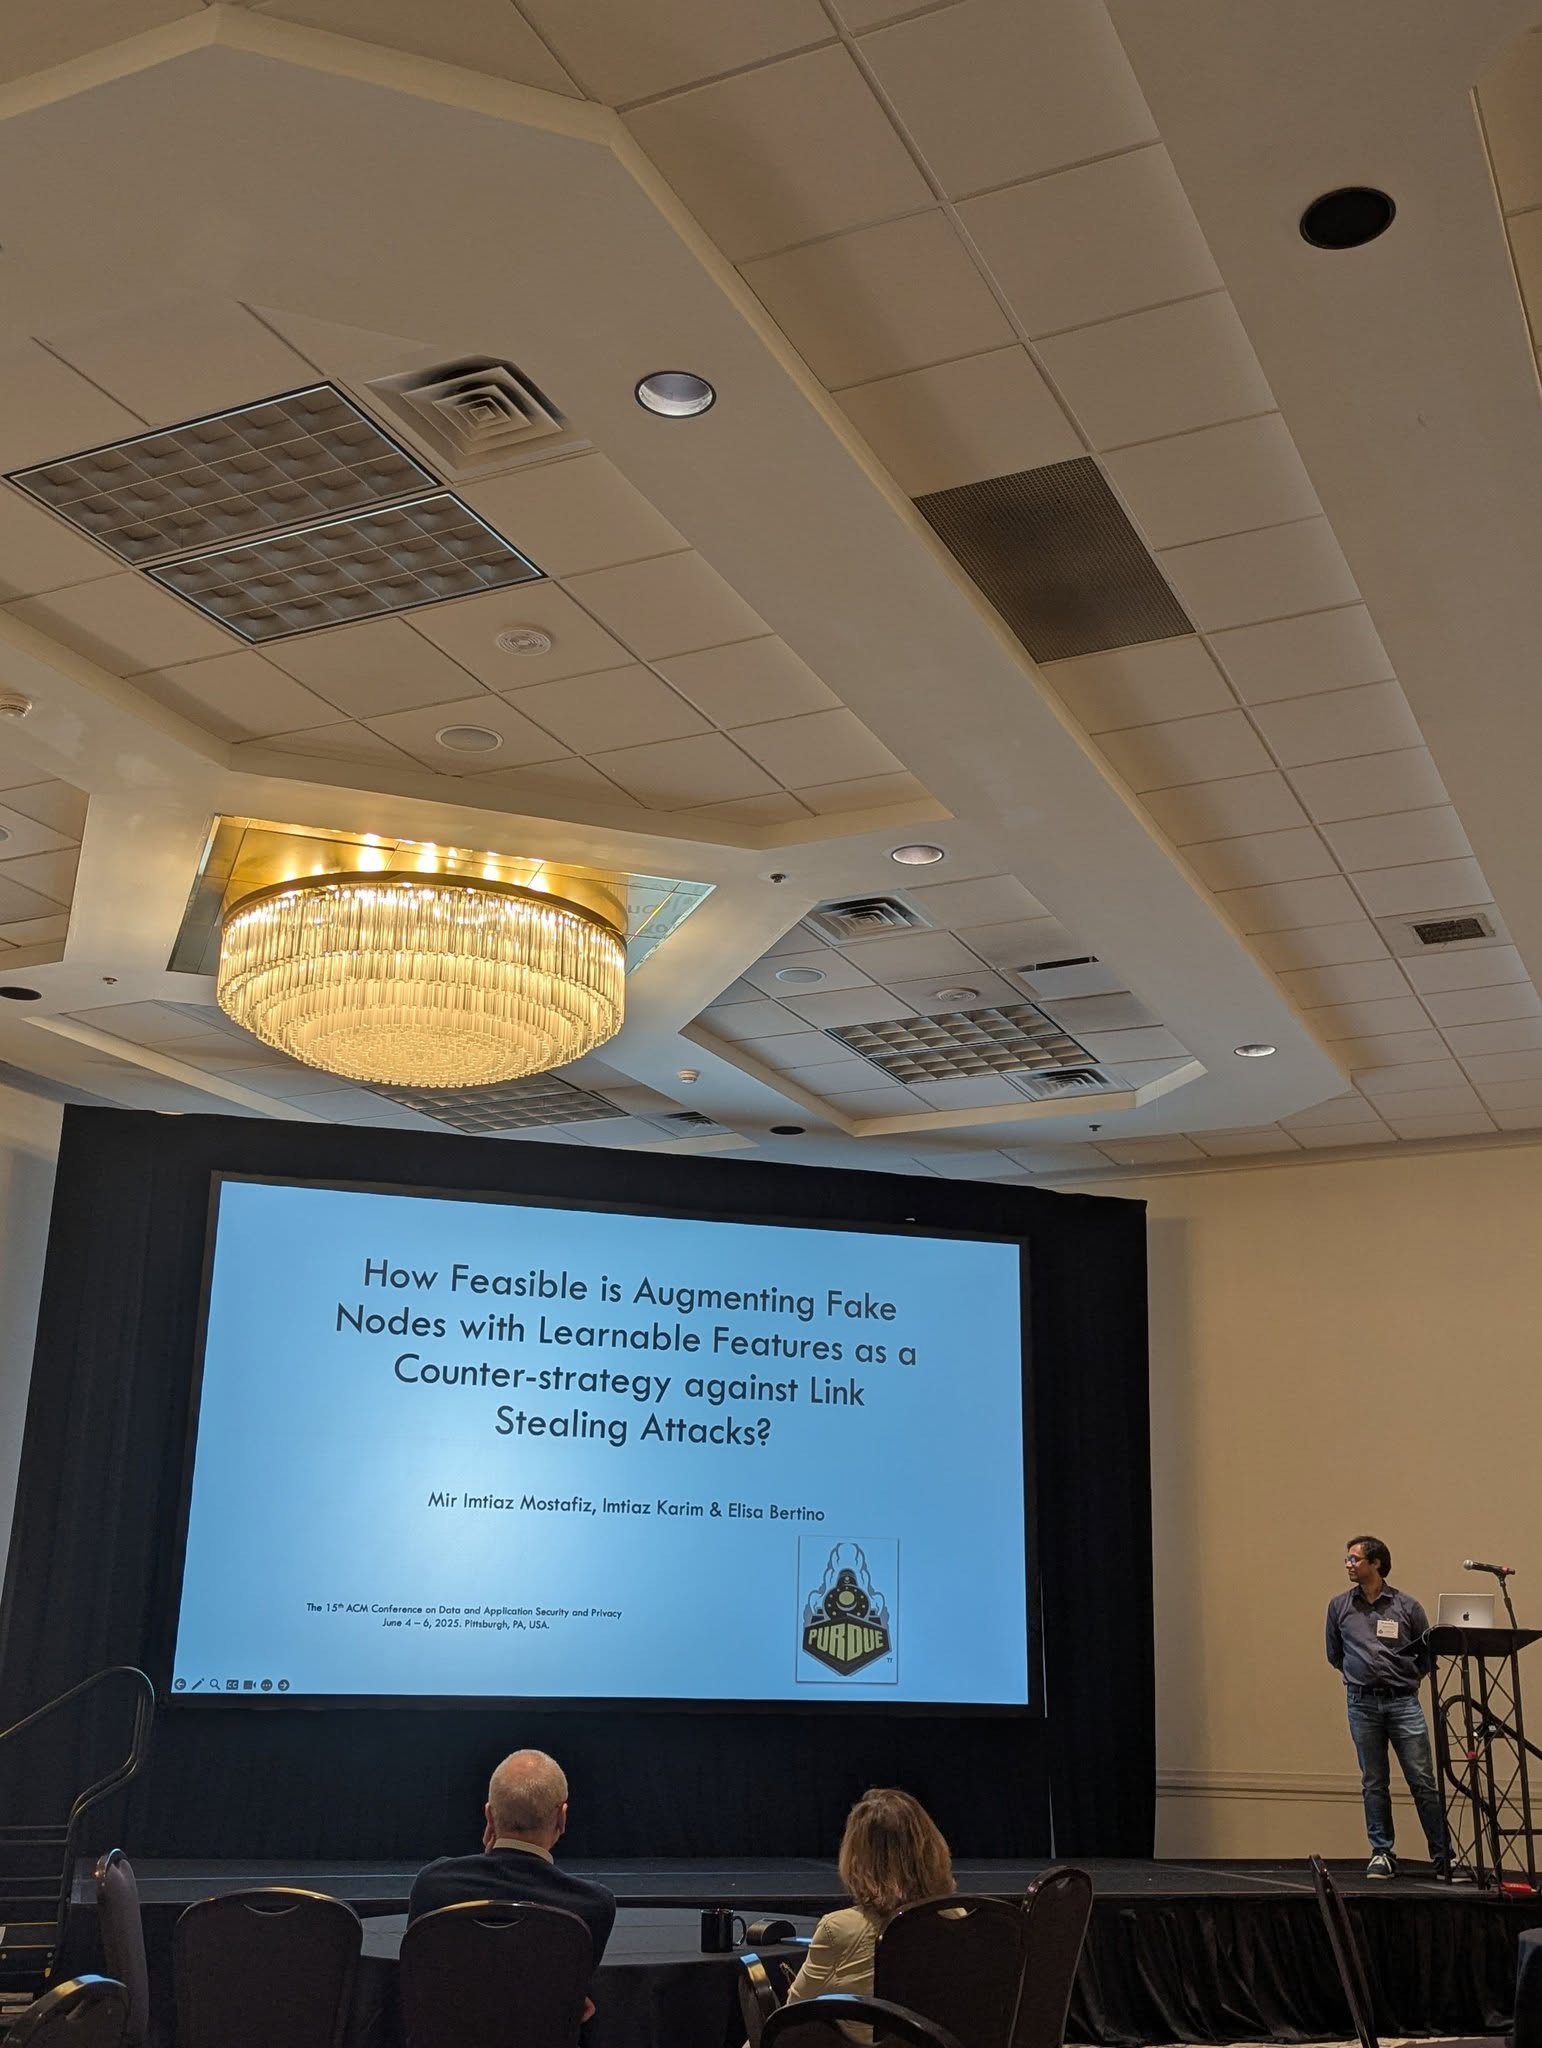 How Feasible is Augmenting Fake
Nodes with Learnable Features as a
Counter-strategy against Link
Stealing Attacks?
Mir Imtiaz Mostafiz, Imtiaz Karim & Elisa Bertino
The 15th ACM Conference on Data and Application Security and Privacy
June 4 – 6, 2025. Pittsburgh, PA, USA.
PURDUE